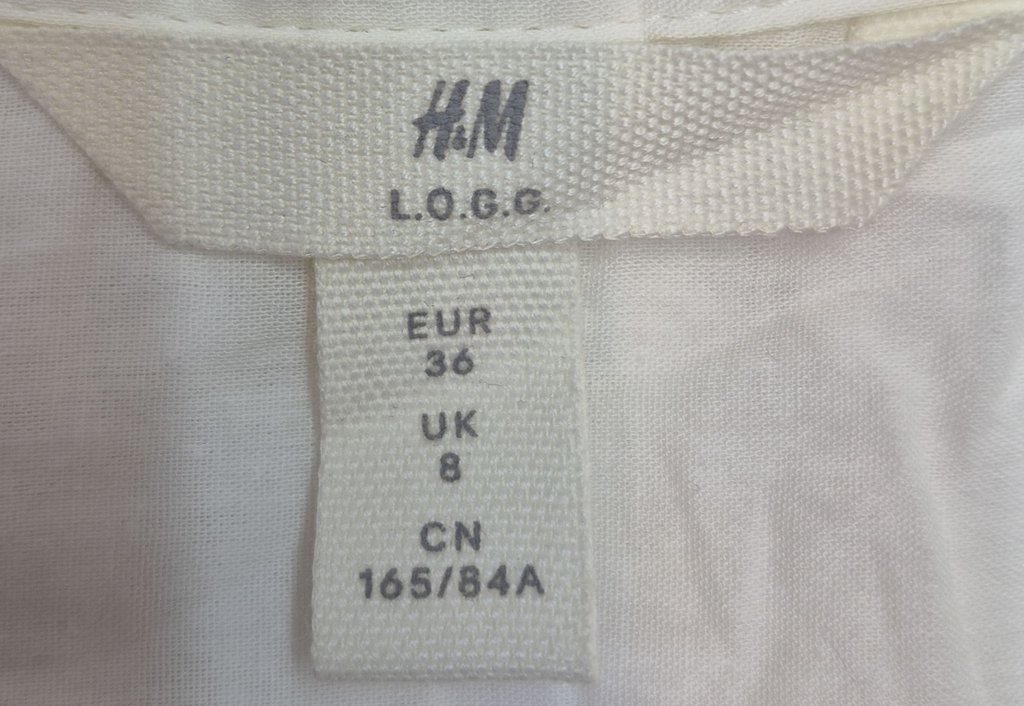 H&M
L.O.G.G.
EUR
36
UK
8
CN
165/84A